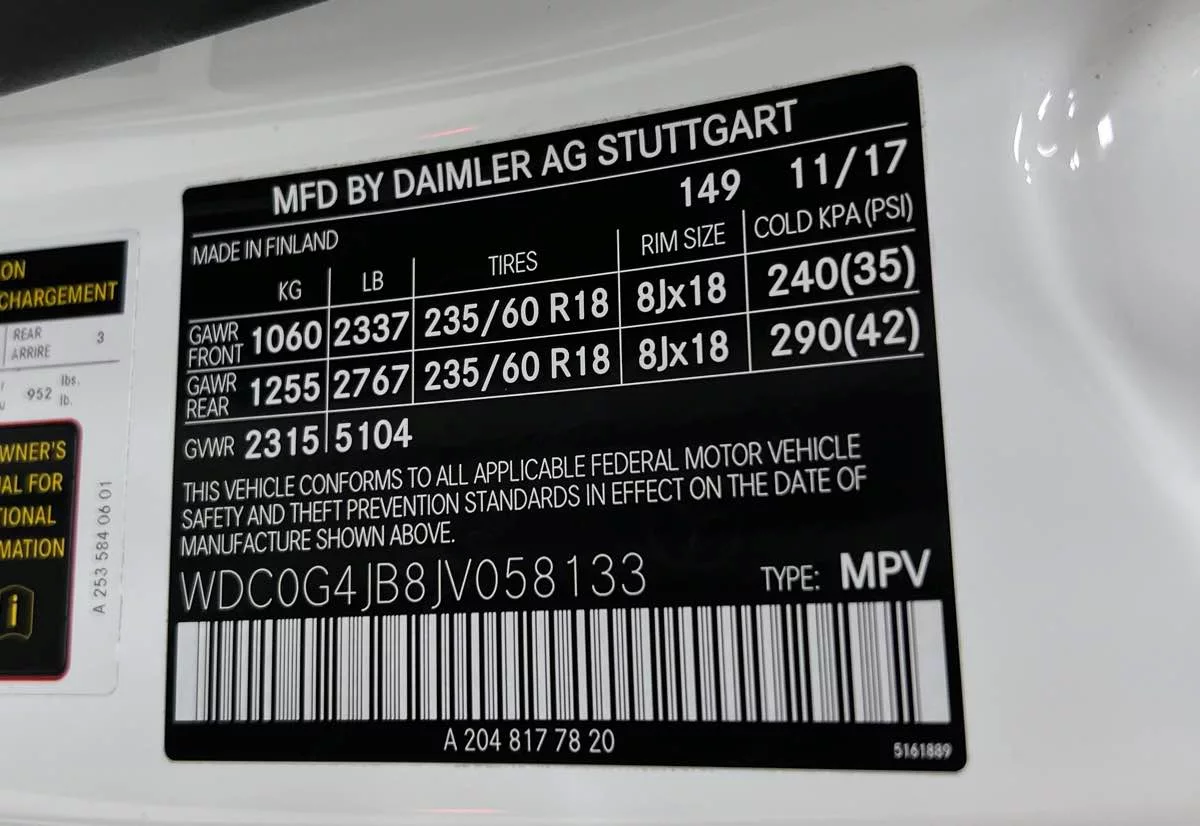 MFD BY DAIMLER AG STUTTGART
149 11/17
MADE IN FINLAND
KG LB TIRES RIM SIZE COLD KPA (PSI)
GAWR FRONT 1060 2337 235/60 R18 8Jx18 240(35)
GAWR REAR 1255 2767 235/60 R18 8Jx18 290(42)
GVWR 2315 5104
THIS VEHICLE CONFORMS TO ALL APPLICABLE FEDERAL MOTOR VEHICLE
SAFETY AND THEFT PREVENTION STANDARDS IN EFFECT ON THE DATE OF
MANUFACTURE SHOWN ABOVE.
WDC0G4JB8JV058133 TYPE: MPV
A 204 817 78 20
5161889
ON
CHARGEMENT
REAR 3
ARRIRE
952 lbs.
lb.
WNER'S
AL FOR
IONAL
MATION
i
A 253 584 06 01